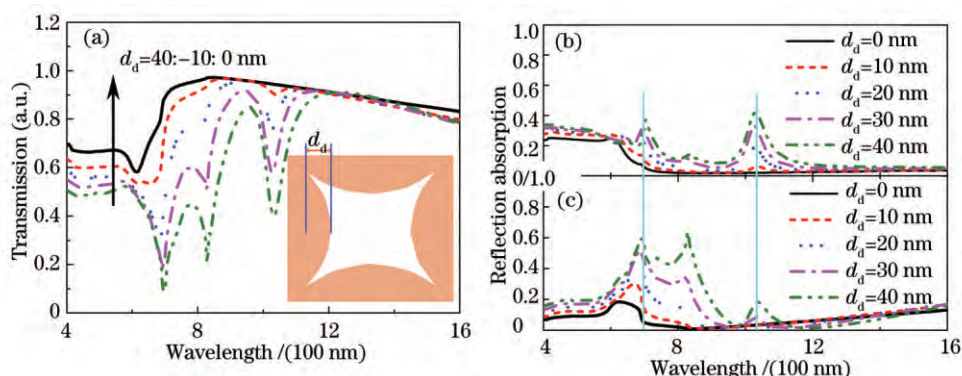 (a)
d_d=40:−10: 0 nm
d_d
Transmission (a.u.)
1.2
1.0
0.8
0.6
0.4
0.2
0
4 8 12 16
Wavelength /(100 nm)
(b)
d_d=0 nm
d_d=10 nm
d_d=20 nm
d_d=30 nm
d_d=40 nm
Reflection absorption
0.8
0.6
0.4
0.2
0/1.0
(c)
d_d=0 nm
d_d=10 nm
d_d=20 nm
d_d=30 nm
d_d=40 nm
0.8
0.6
0.4
0.2
0
4 8 12 16
Wavelength /(100 nm)